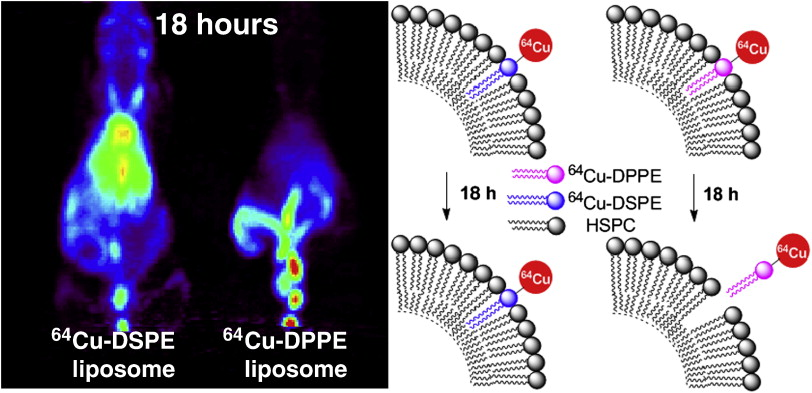 18 hours
⁶⁴Cu-DSPE
liposome
⁶⁴Cu-DPPE
liposome
⁶⁴Cu
⁶⁴Cu
18 h
⁶⁴Cu-DPPE
⁶⁴Cu-DSPE
HSPC
18 h
⁶⁴Cu
⁶⁴Cu